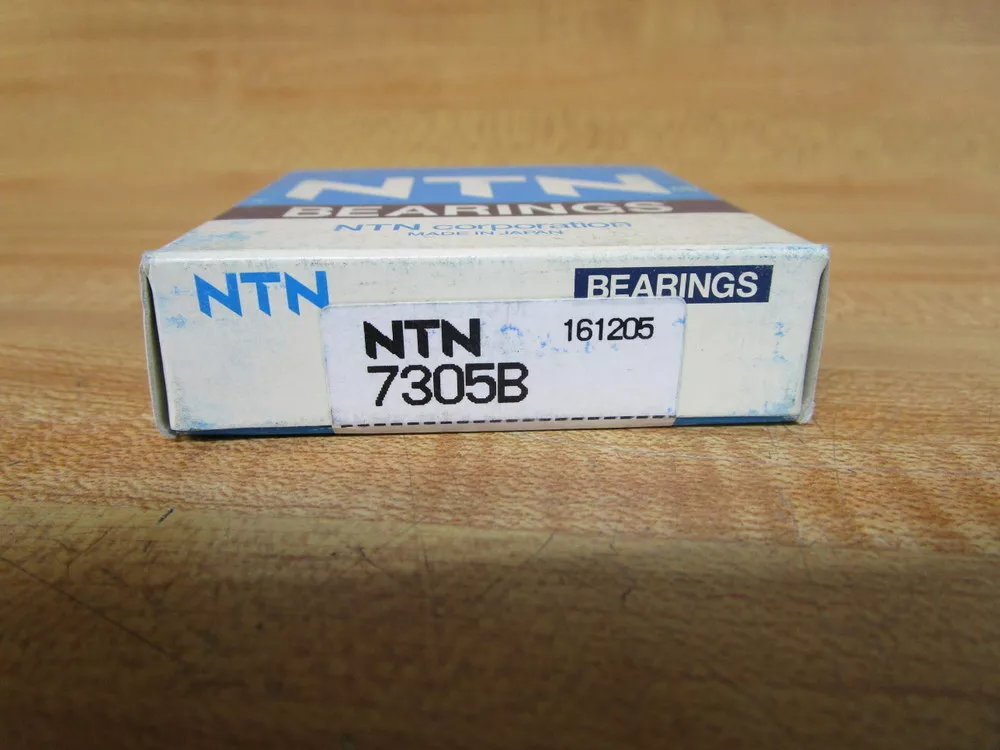 NTN
BEARINGS
NTN corporation
MADE IN JAPAN
NTN BEARINGS
NTN 161205
7305B